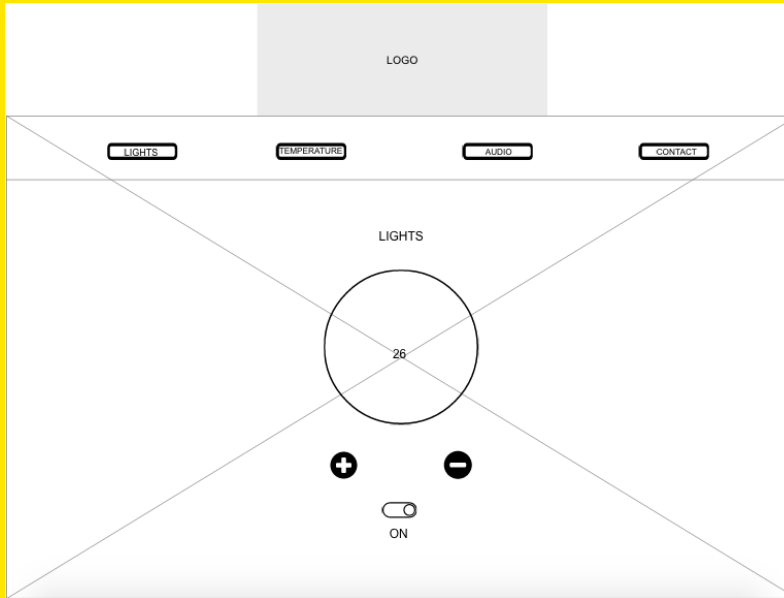 LOGO
LIGHTS TEMPERATURE AUDIO CONTACT
LIGHTS
26
ON